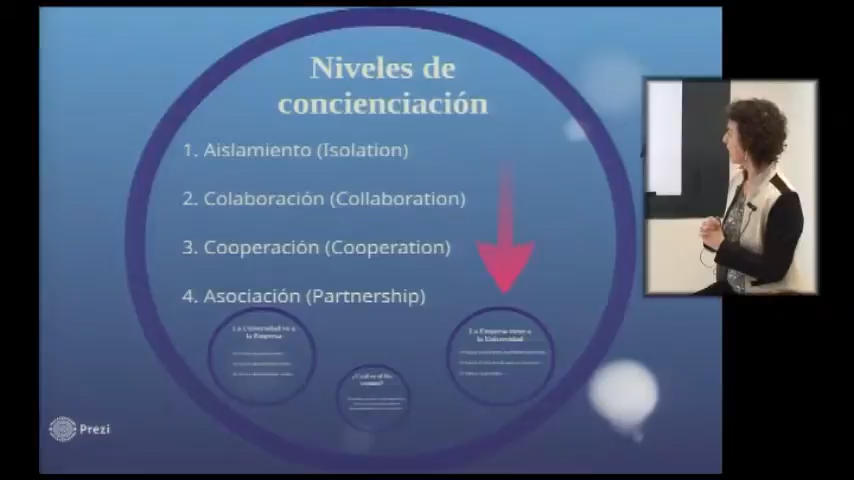 Niveles de
concienciación
1. Aislamiento (Isolation)
2. Colaboración (Collaboration)
3. Cooperación (Cooperation)
4. Asociación (Partnership)
La Universidad va a
la Empresa
La Empresa viene a
la Universidad
¿Cuál es el fin
común?
Prezi